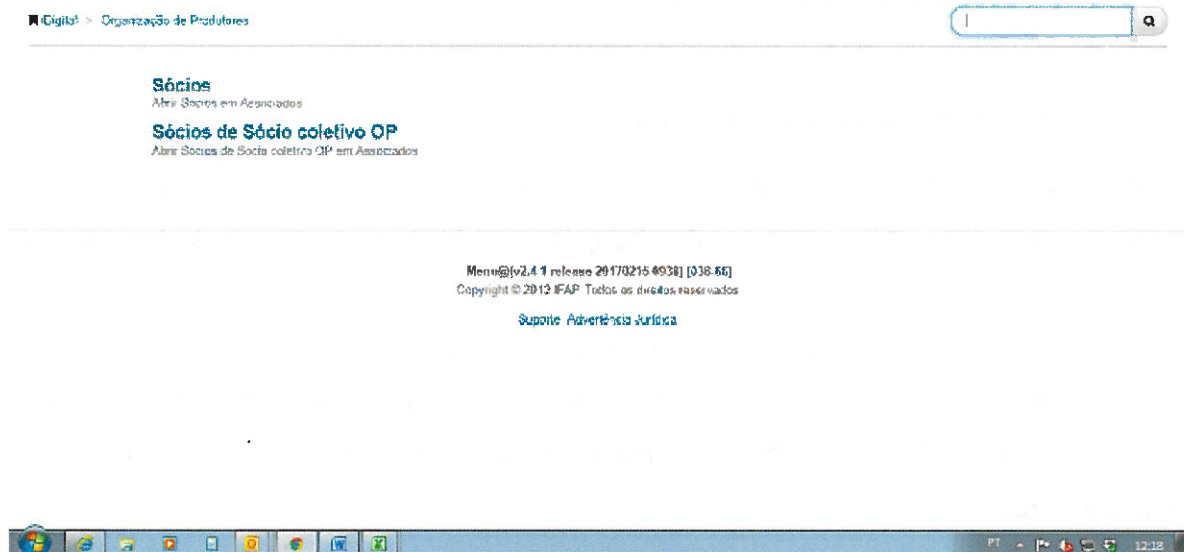 iDigital > Organização de Produtores
Sócios
Abrir Sócios em Associados
Sócios de Sócio coletivo OP
Abrir Sócios de Sócio coletivo OP em Associados
Menu@[v2.4.1 release 20170215 0938] [038-66]
Copyright © 2012 IFAP Todos os direitos reservados
Suporte Advertência Jurídica
PT 12:18